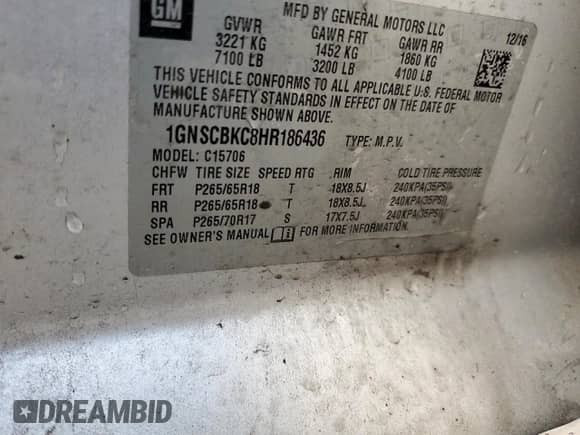 GM
MFD BY GENERAL MOTORS LLC
GVWR GAWR FRT GAWR RR 12/16
3221 KG 1452 KG 1860 KG
7100 LB 3200 LB 4100 LB
THIS VEHICLE CONFORMS TO ALL APPLICABLE U.S. FEDERAL MOTOR
VEHICLE SAFETY STANDARDS IN EFFECT ON THE DATE OF
MANUFACTURE SHOWN ABOVE.
1GNSCBKC8HR186436 TYPE: M.P.V.
MODEL: C15706
CHFW TIRE SIZE SPEED RTG RIM COLD TIRE PRESSURE
FRT P265/65R18 T 18X8.5J 240KPA(35PSI)
RR P265/65R18 T 18X8.5J 240KPA(35PSI)
SPA P265/70R17 S 17X7.5J 240KPA(35PSI)
SEE OWNER'S MANUAL FOR MORE INFORMATION.
DREAMBID